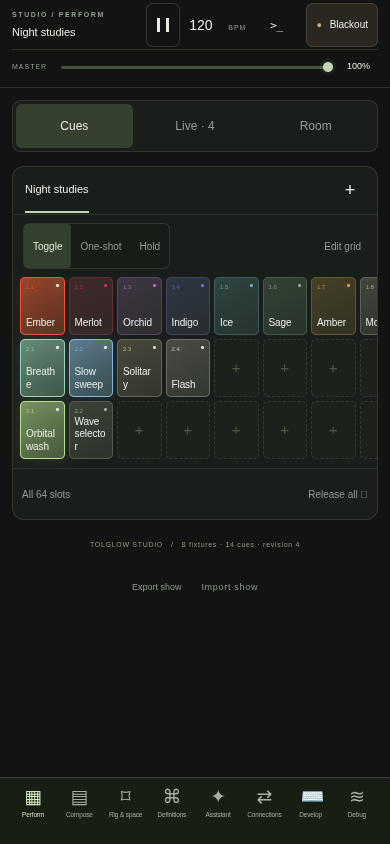 STUDIO / PERFORM
Night studies
120 BPM
>_
Blackout
MASTER
100%
Cues
Live · 4
Room
Night studies
+
Toggle
One-shot
Hold
Edit grid
1.1 1.2 1.3 1.4 1.5 1.6 1.7 1.8
Ember Merlot Orchid Indigo Ice Sage Amber Mo
2.1 2.2 2.3 2.4
Breath Slow Solitar
e sweep y Flash
+ + +
3.1 3.2
Orbital Wave
wash selecto
r
+ + + + +
All 64 slots
Release all
TOLGLOW STUDIO / 8 fixtures · 14 cues · revision 4
Export show Import show
Perform Compose Rig & space Definitions Assistant Connections Develop Debug